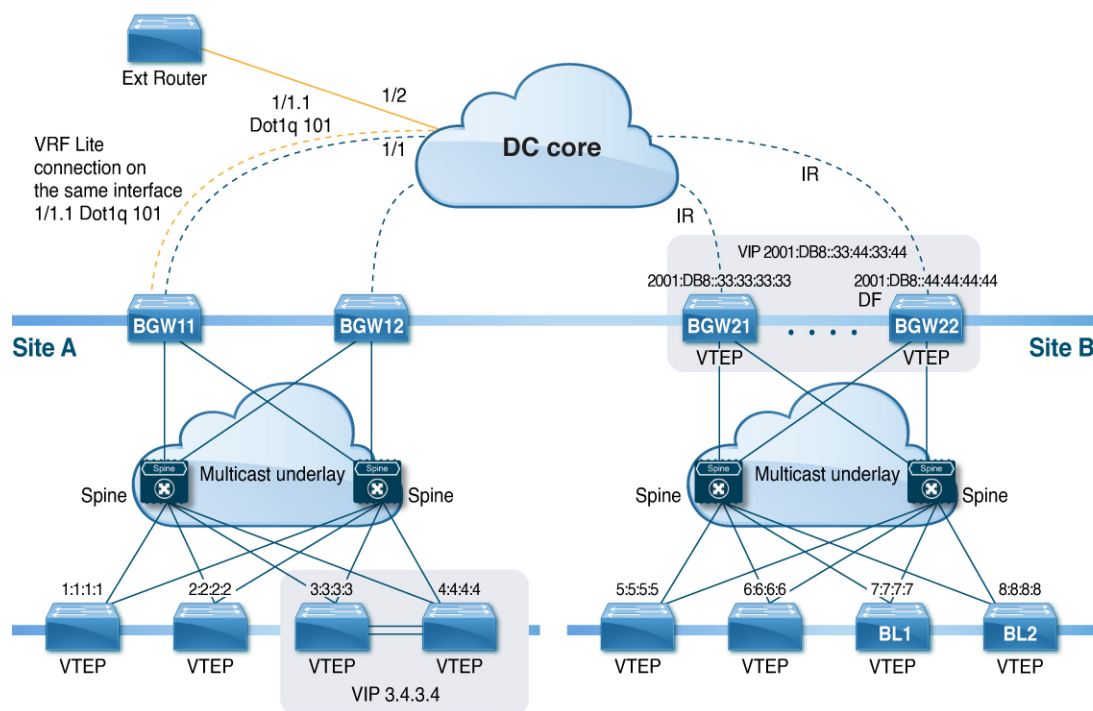 Ext Router
1/2
1/1.1
Dot1q 101
1/1
DC core
VRF Lite
connection on
the same interface
1/1.1 Dot1q 101
IR
IR
VIP 2001:DB8::33:44:33:44
2001:DB8::33:33:33:33
2001:DB8::44:44:44:44
DF
BGW11
BGW12
BGW21
BGW22
Site A
Site B
VTEP
VTEP
Spine
Spine
Multicast underlay
Spine
Spine
Spine
Spine
Multicast underlay
Spine
Spine
1:1:1:1
2:2:2:2
3:3:3:3
4:4:4:4
5:5:5:5
6:6:6:6
7:7:7:7
8:8:8:8
BL1
BL2
VTEP
VTEP
VTEP
VTEP
VTEP
VTEP
VTEP
VTEP
VIP 3.4.3.4